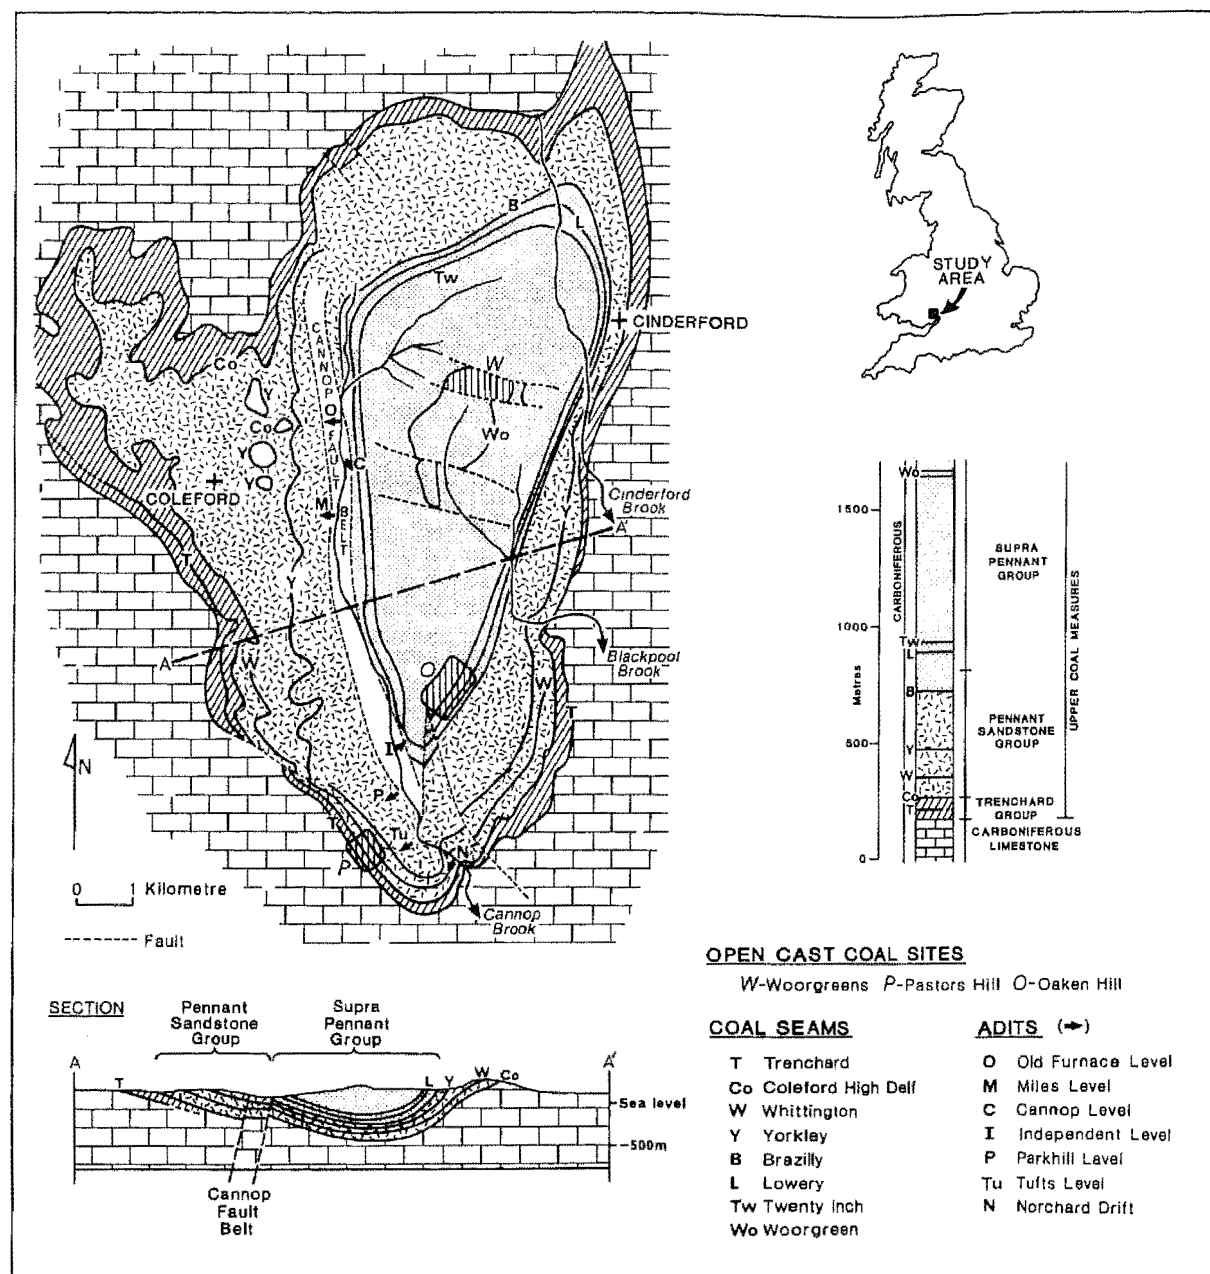 B
L
Tw
CINDERFORD
STUDY
AREA
Co
Y
Co
Y
Y
COLEFORD
CANNOP
FAULT
BELT
O
C
M
W
Wo
Cinderford
Brook
A'
Y
T
Y
A
W
O
Blackpool
Brook
W
T
I
P
Tu
T
P
N
Cannop
Brook
N
0 1 Kilometre
Fault
Metres
1500
1000
500
0
CARBONIFEROUS
Wo
Tw
L
B
Y
W
Co
T
SUPRA
PENNANT
GROUP
PENNANT
SANDSTONE
GROUP
TRENCHARD
GROUP
CARBONIFEROUS
LIMESTONE
UPPER COAL MEASURES
SECTION
Pennant
Sandstone
Group
Supra
Pennant
Group
A
T
L Y W Co
A'
Sea level
-500m
Cannop
Fault
Belt
OPEN CAST COAL SITES
W-Woorgreens P-Pastors Hill O-Oaken Hill
COAL SEAMS
T Trenchard
Co Coleford High Delf
W Whittington
Y Yorkley
B Brazilly
L Lowery
Tw Twenty Inch
Wo Woorgreen
ADITS (→)
O Old Furnace Level
M Miles Level
C Cannop Level
I Independent Level
P Parkhill Level
Tu Tufts Level
N Norchard Drift